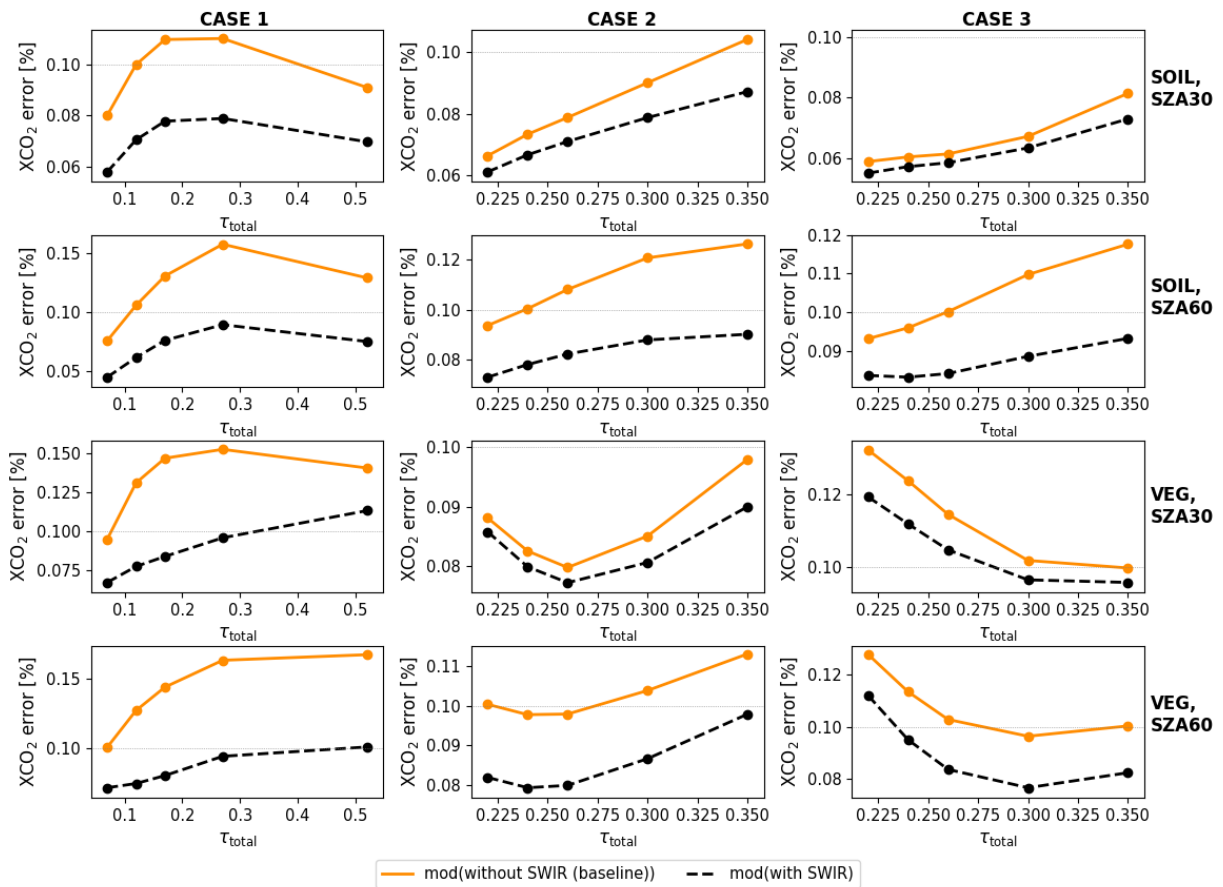 CASE 1 CASE 2 CASE 3
XCO₂ error [%] 0.10 0.08 0.06
0.1 0.2 0.3 0.4 0.5
τtotal
XCO₂ error [%] 0.10 0.08 0.06
0.225 0.250 0.275 0.300 0.325 0.350
τtotal
XCO₂ error [%] 0.10 0.08 0.06
0.225 0.250 0.275 0.300 0.325 0.350
τtotal
SOIL,
SZA30
XCO₂ error [%] 0.15 0.10 0.05
0.1 0.2 0.3 0.4 0.5
τtotal
XCO₂ error [%] 0.12 0.10 0.08
0.225 0.250 0.275 0.300 0.325 0.350
τtotal
XCO₂ error [%] 0.12 0.11 0.10 0.09
0.225 0.250 0.275 0.300 0.325 0.350
τtotal
SOIL,
SZA60
XCO₂ error [%] 0.150 0.125 0.100 0.075
0.1 0.2 0.3 0.4 0.5
τtotal
XCO₂ error [%] 0.10 0.09 0.08
0.225 0.250 0.275 0.300 0.325 0.350
τtotal
XCO₂ error [%] 0.12 0.10
0.225 0.250 0.275 0.300 0.325 0.350
τtotal
VEG,
SZA30
XCO₂ error [%] 0.15 0.10
0.1 0.2 0.3 0.4 0.5
τtotal
XCO₂ error [%] 0.11 0.10 0.09 0.08
0.225 0.250 0.275 0.300 0.325 0.350
τtotal
XCO₂ error [%] 0.12 0.10 0.08
0.225 0.250 0.275 0.300 0.325 0.350
τtotal
VEG,
SZA60
mod(without SWIR (baseline)) mod(with SWIR)